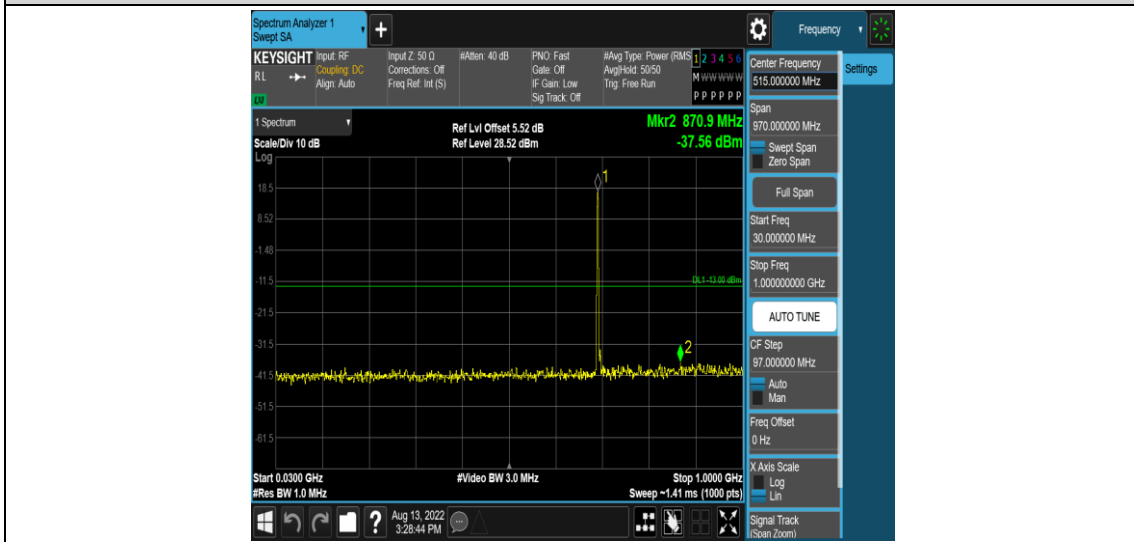 Spectrum Analyzer 1
Swept SA
Frequency
KEYSIGHT
RL
Input: RF
Coupling: DC
Align: Auto
Input Z: 50 Ω
Corrections: Off
Freq Ref: Int (S)
#Atten: 40 dB
PNO: Fast
Gate: Off
IF Gain: Low
Sig Track: Off
#Avg Type: Power (RMS
Avg|Hold: 50/50
Trig: Free Run
1 2 3 4 5 6
M W W W W W
P P P P P P
1 Spectrum
Scale/Div 10 dB
Ref Lvl Offset 5.52 dB
Ref Level 28.52 dBm
Mkr2 870.9 MHz
-37.56 dBm
Log
1
18.5
8.52
-1.48
-11.5
DL1 -13.00 dBm
-21.5
-31.5
2
-41.5
-51.5
-61.5
Start 0.0300 GHz
#Video BW 3.0 MHz
Stop 1.0000 GHz
#Res BW 1.0 MHz
Sweep ~1.41 ms (1000 pts)
Aug 13, 2022
3:28:44 PM
Center Frequency
515.000000 MHz
Settings
Span
970.000000 MHz
Swept Span
Zero Span
Full Span
Start Freq
30.000000 MHz
Stop Freq
1.000000000 GHz
AUTO TUNE
CF Step
97.000000 MHz
Auto
Man
Freq Offset
0 Hz
X Axis Scale
Log
Lin
Signal Track
(Span Zoom)